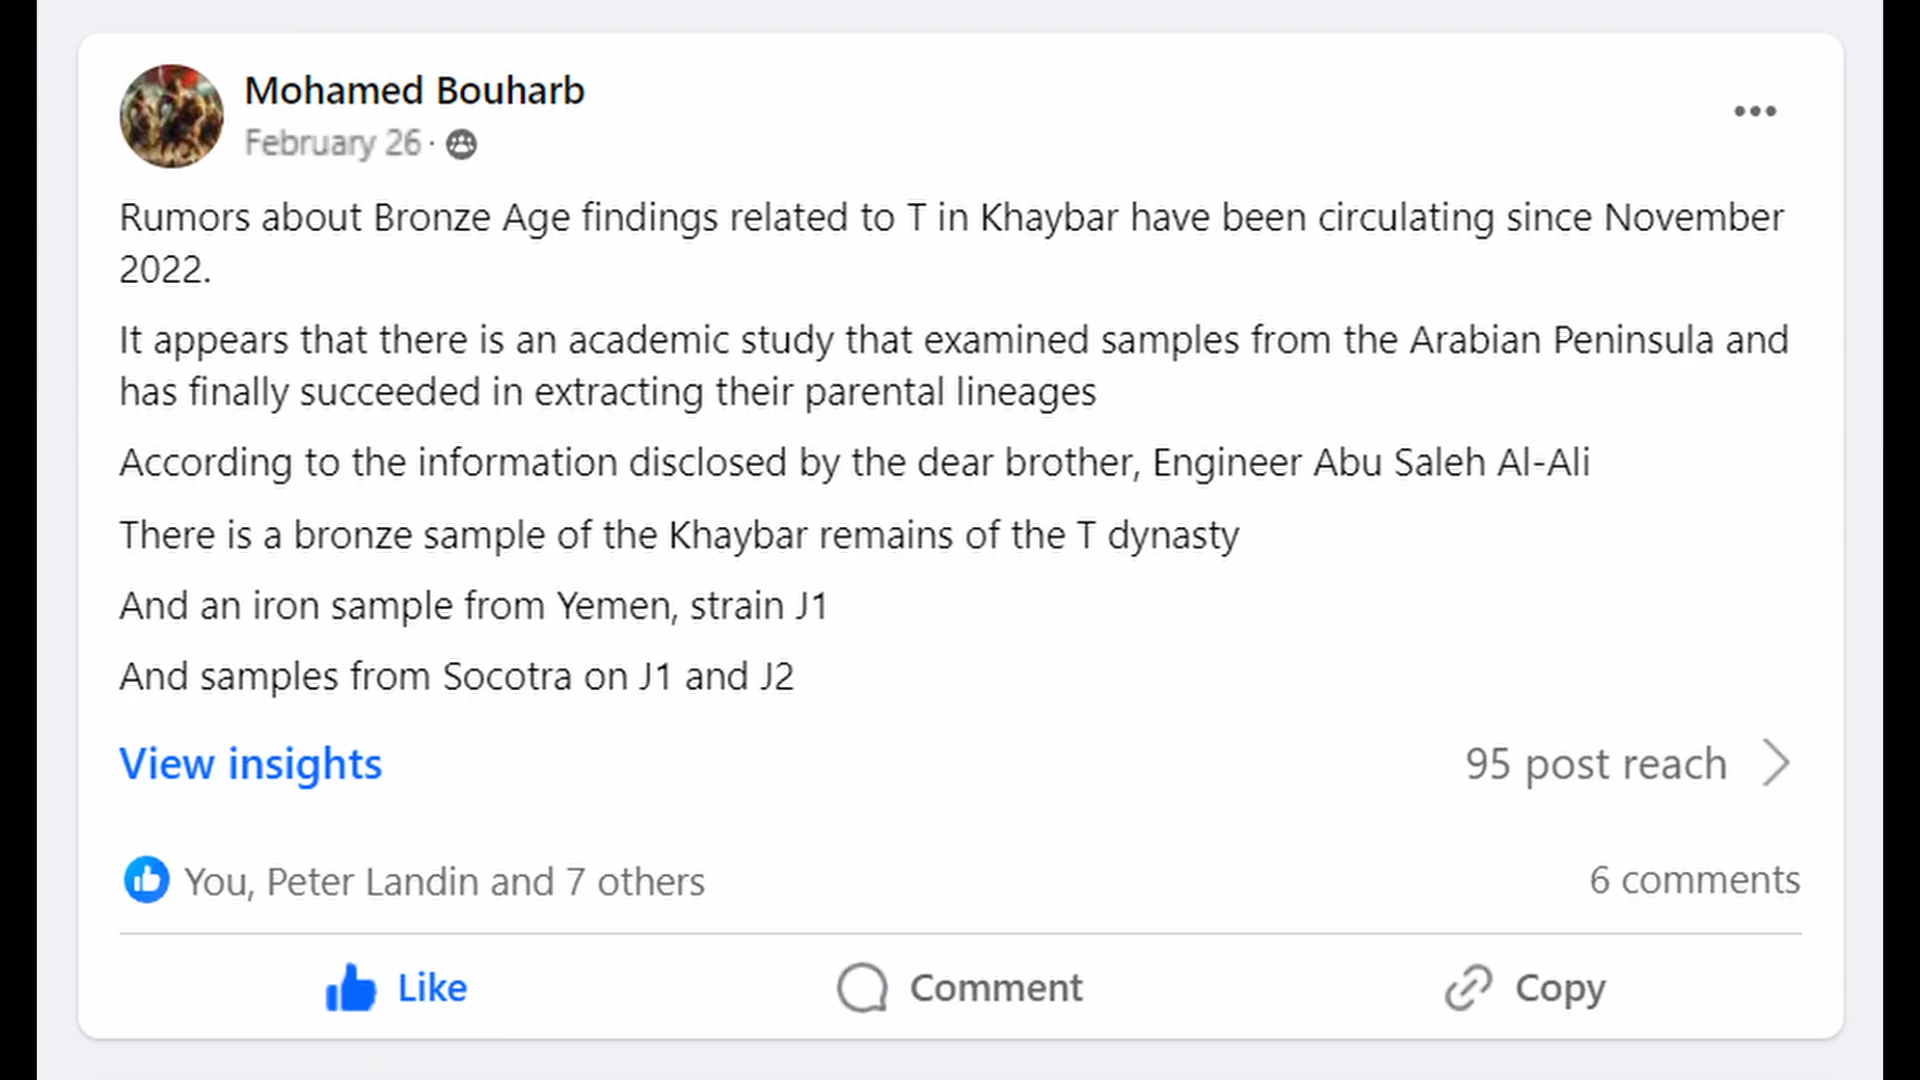 Mohamed Bouharb
February 26 ·
Rumors about Bronze Age findings related to T in Khaybar have been circulating since November
2022.
It appears that there is an academic study that examined samples from the Arabian Peninsula and
has finally succeeded in extracting their parental lineages
According to the information disclosed by the dear brother, Engineer Abu Saleh Al-Ali
There is a bronze sample of the Khaybar remains of the T dynasty
And an iron sample from Yemen, strain J1
And samples from Socotra on J1 and J2
View insights
95 post reach
You, Peter Landin and 7 others
6 comments
Like
Comment
Copy